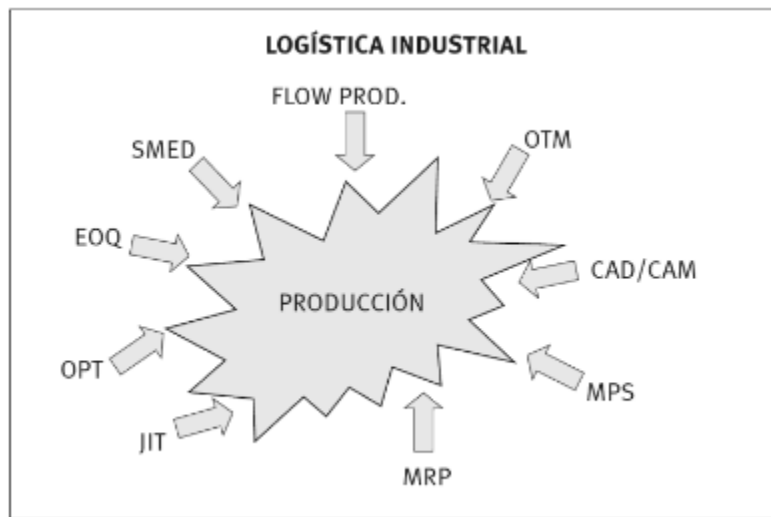 LOGÍSTICA INDUSTRIAL
FLOW PROD.
OTM
SMED
EOQ
CAD/CAM
PRODUCCIÓN
OPT
MPS
JIT
MRP